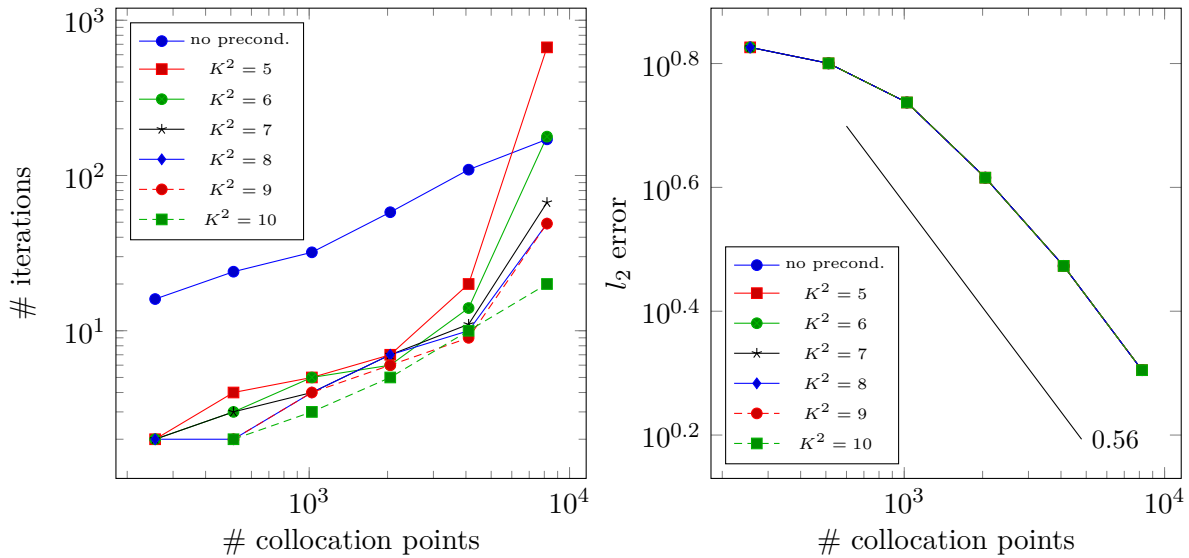 10^3
10^2
10^1
# iterations
no precond.
K^2 = 5
K^2 = 6
K^2 = 7
K^2 = 8
K^2 = 9
K^2 = 10
10^3
10^4
# collocation points
10^0.8
10^0.6
10^0.4
10^0.2
l_2 error
no precond.
K^2 = 5
K^2 = 6
K^2 = 7
K^2 = 8
K^2 = 9
K^2 = 10
0.56
10^3
10^4
# collocation points